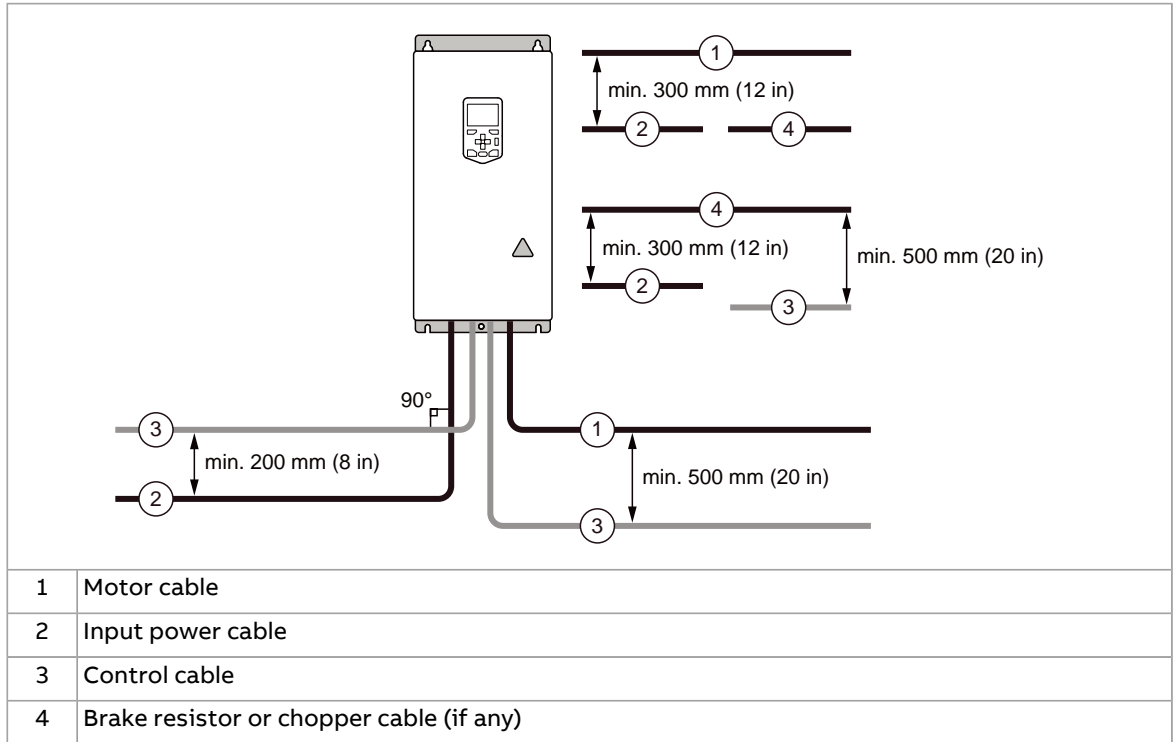 1
min. 300 mm (12 in)
2
4
4
min. 300 mm (12 in)
min. 500 mm (20 in)
2
3
90°
3
1
min. 200 mm (8 in)
min. 500 mm (20 in)
2
3
1 Motor cable
2 Input power cable
3 Control cable
4 Brake resistor or chopper cable (if any)